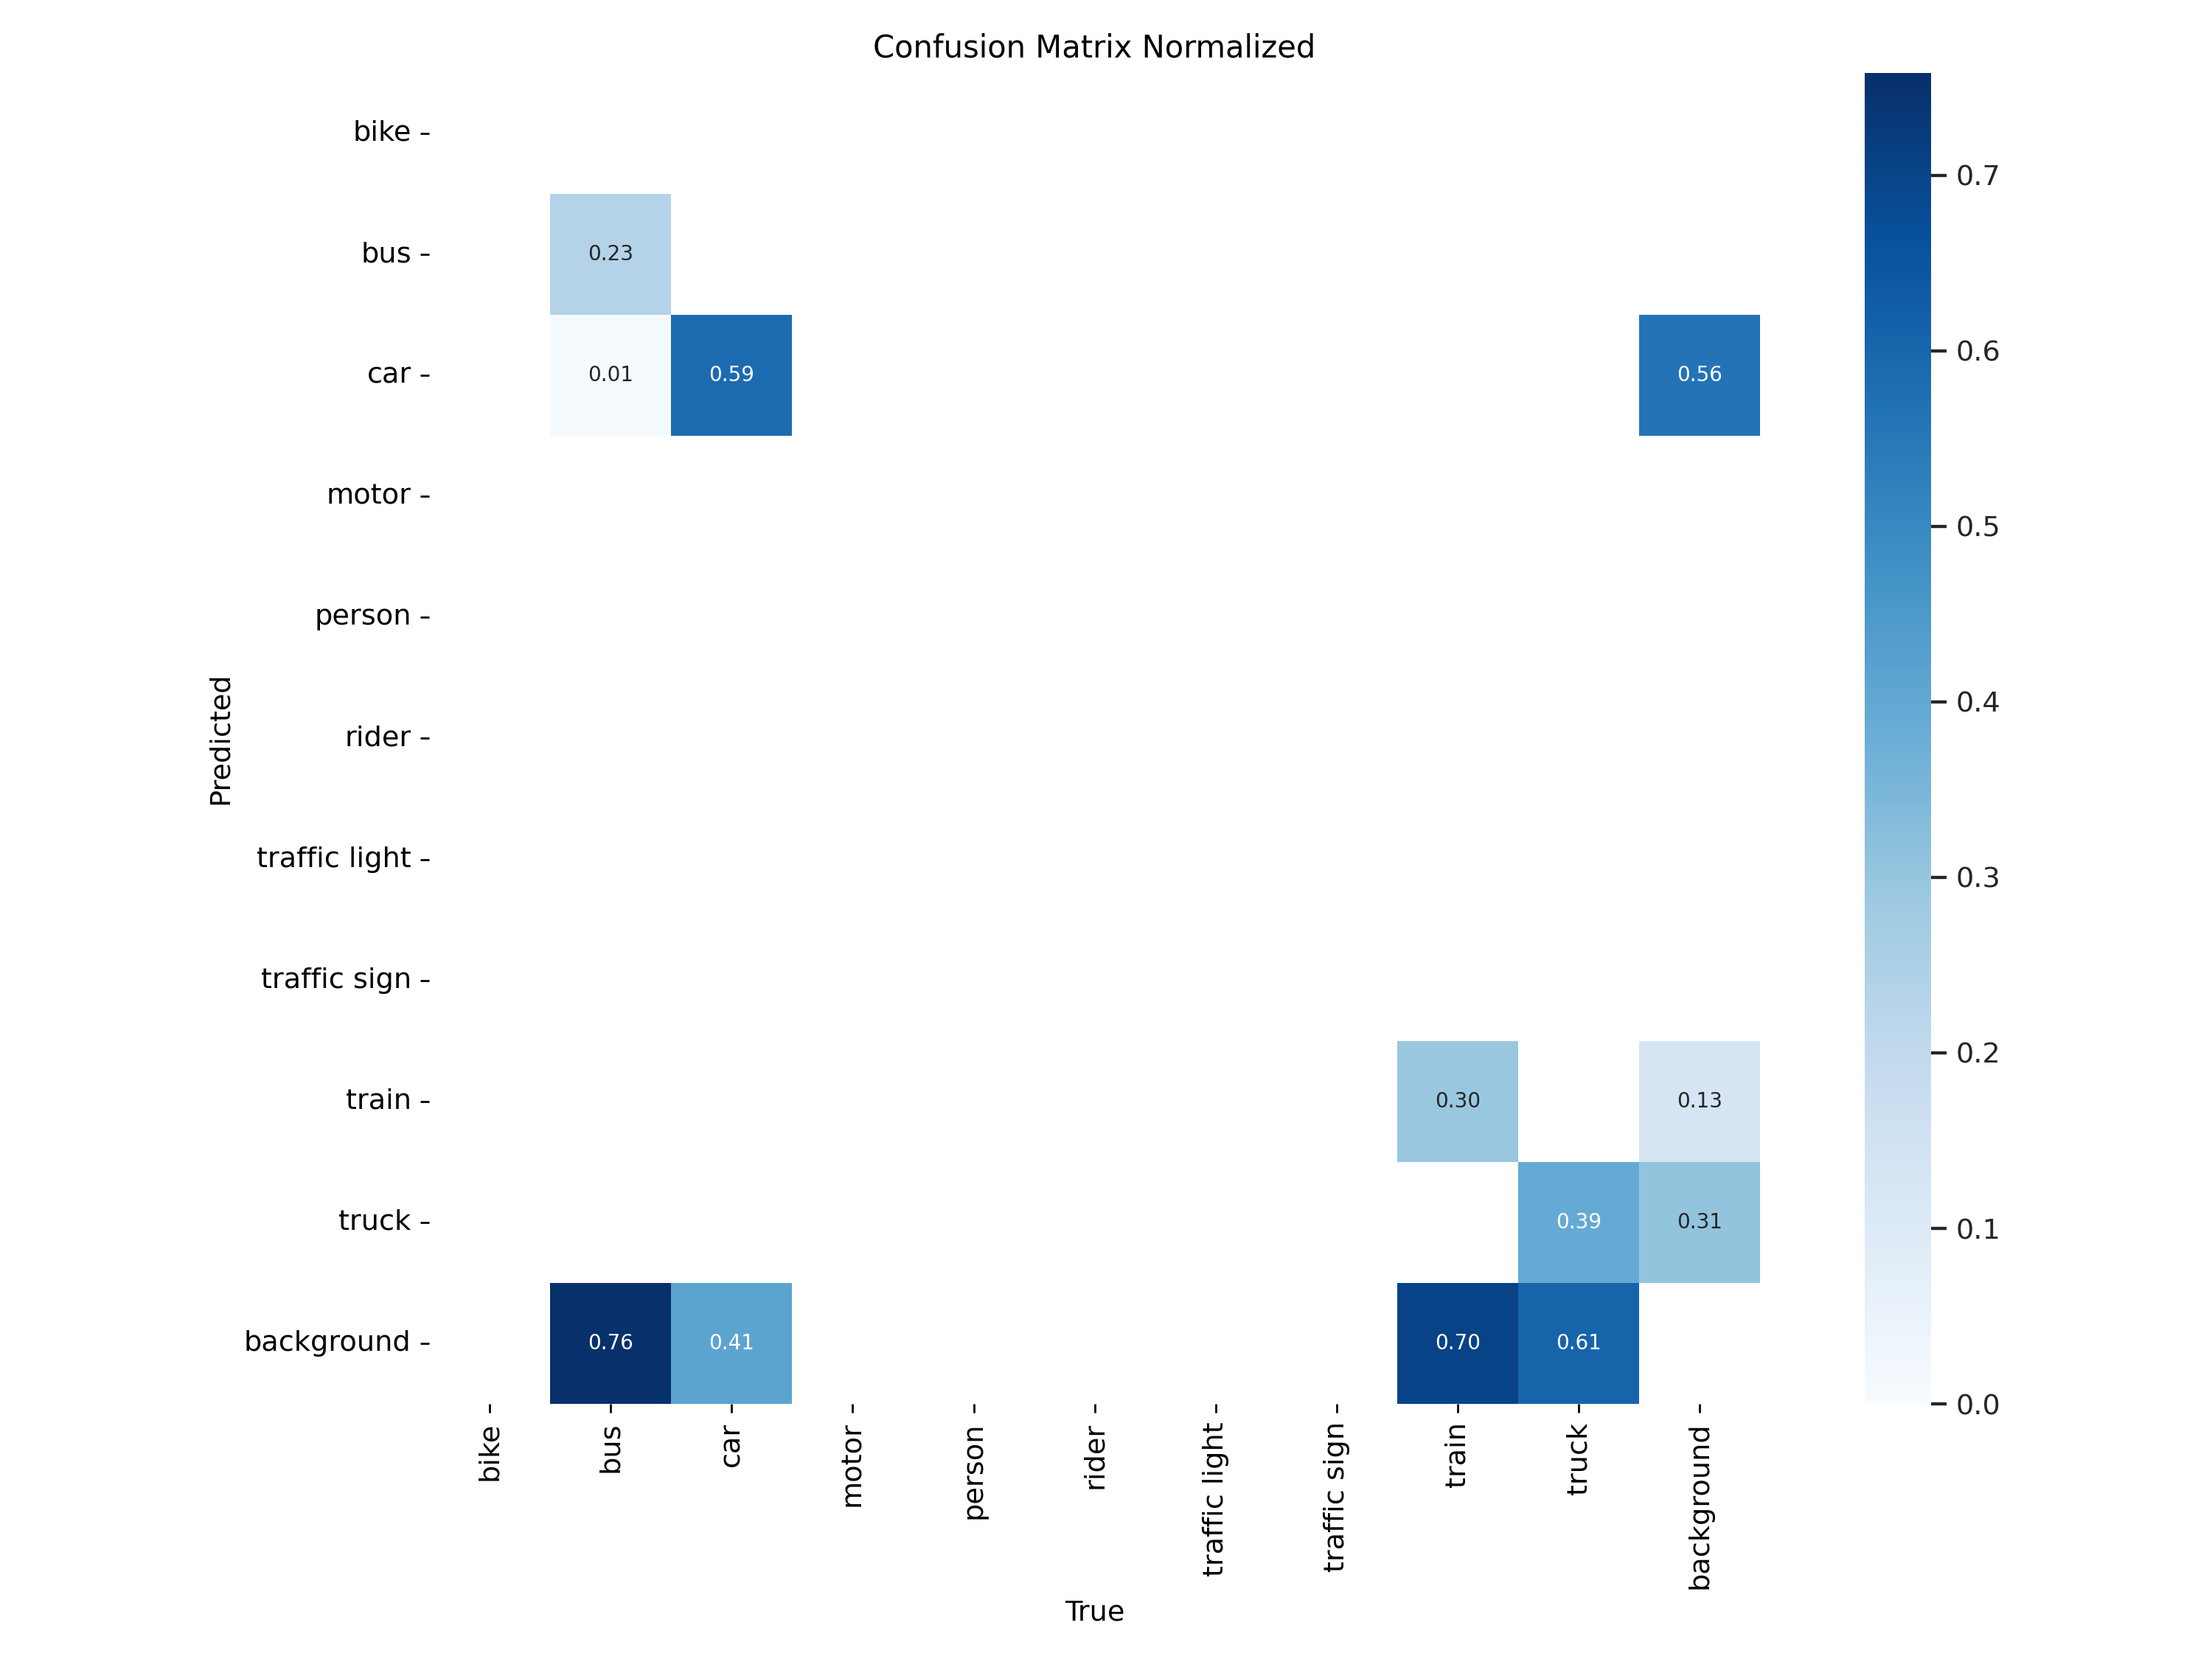 Confusion Matrix Normalized
bike
bus
0.23
car
0.01 0.59 0.56
motor
person
rider
traffic light
traffic sign
train
0.30 0.13
truck
0.39 0.31
background
0.76 0.41 0.70 0.61
Predicted
bike
bus
car
motor
person
rider
traffic light
traffic sign
train
truck
background
True
0.7
0.6
0.5
0.4
0.3
0.2
0.1
0.0